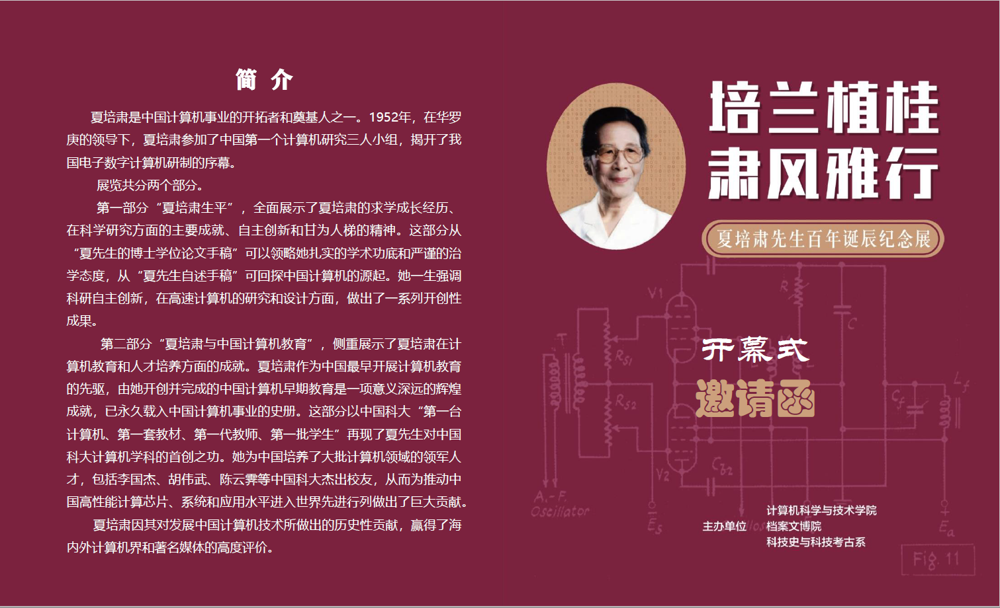 简 介
夏培肃是中国计算机事业的开拓者和奠基人之一。1952年，在华罗
庚的领导下，夏培肃参加了中国第一个计算机研究三人小组，揭开了我
国电子数字计算机研制的序幕。
展览共分两个部分。
第一部分“夏培肃生平”，全面展示了夏培肃的求学成长经历、
在科学研究方面的主要成就、自主创新和甘为人梯的精神。这部分从
“夏先生的博士学位论文手稿”可以领略她扎实的学术功底和严谨的治
学态度，从“夏先生自述手稿”可回探中国计算机的源起。她一生强调
科研自主创新，在高速计算机的研究和设计方面，做出了一系列开创性
成果。
第二部分“夏培肃与中国计算机教育”，侧重展示了夏培肃在计
算机教育和人才培养方面的成就。夏培肃作为中国最早开展计算机教育
的先驱，由她开创并完成的中国计算机早期教育是一项意义深远的辉煌
成就，已永久载入中国计算机事业的史册。这部分以中国科大“第一台
计算机、第一套教材、第一代教师、第一批学生”再现了夏先生对中国
科大计算机学科的首创之功。她为中国培养了大批计算机领域的领军人
才，包括李国杰、胡伟武、陈云霁等中国科大杰出校友，从而为推动中
国高性能计算芯片、系统和应用水平进入世界先进行列做出了巨大贡献。
夏培肃因其对发展中国计算机技术所做出的历史性贡献，赢得了海
内外计算机界和著名媒体的高度评价。
培兰植桂
肃风雅行
夏培肃先生百年诞辰纪念展
开幕式
邀请函
主办单位
计算机科学与技术学院
档案文博院
科技史与科技考古系
V1
R
C
T
R_S1
R_S2
L_f
C_f
V2
C_b2
A.-F.
Oscillator
E_s
E_a
Fig. 11